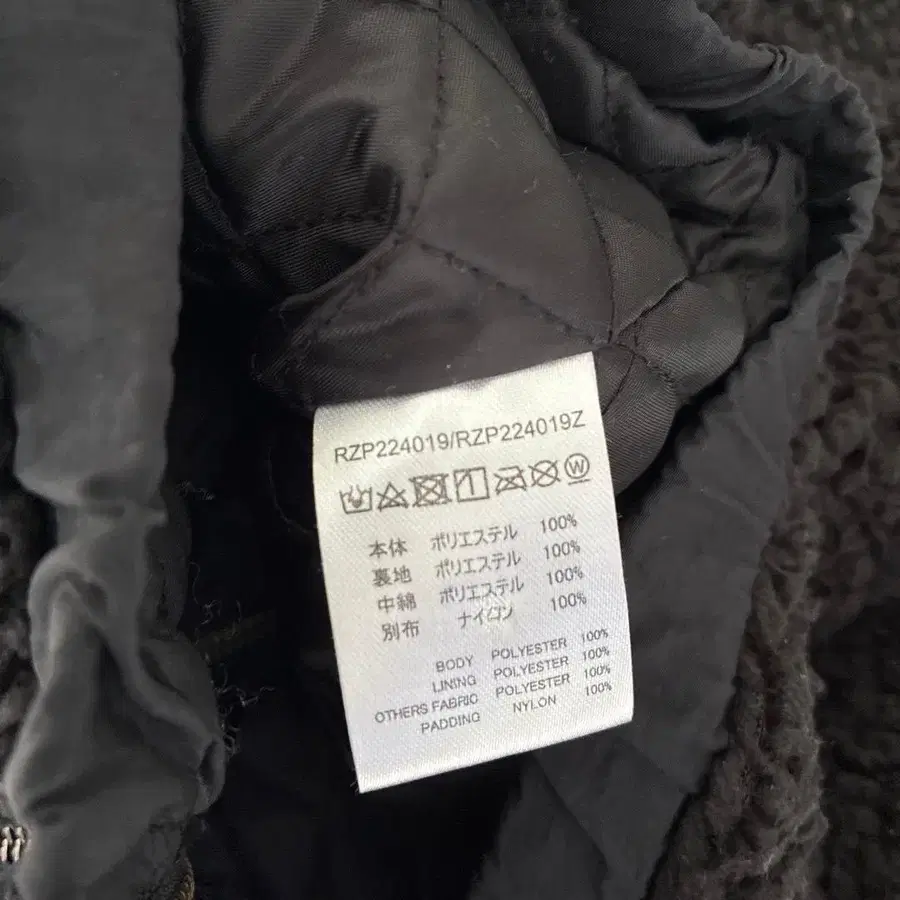 RZP224019/RZP224019Z
本体 ポリエステル 100%
裏地 ポリエステル 100%
中綿 ポリエステル 100%
別布 ナイロン 100%
BODY POLYESTER 100%
LINING POLYESTER 100%
OTHERS FABRIC POLYESTER 100%
PADDING NYLON 100%